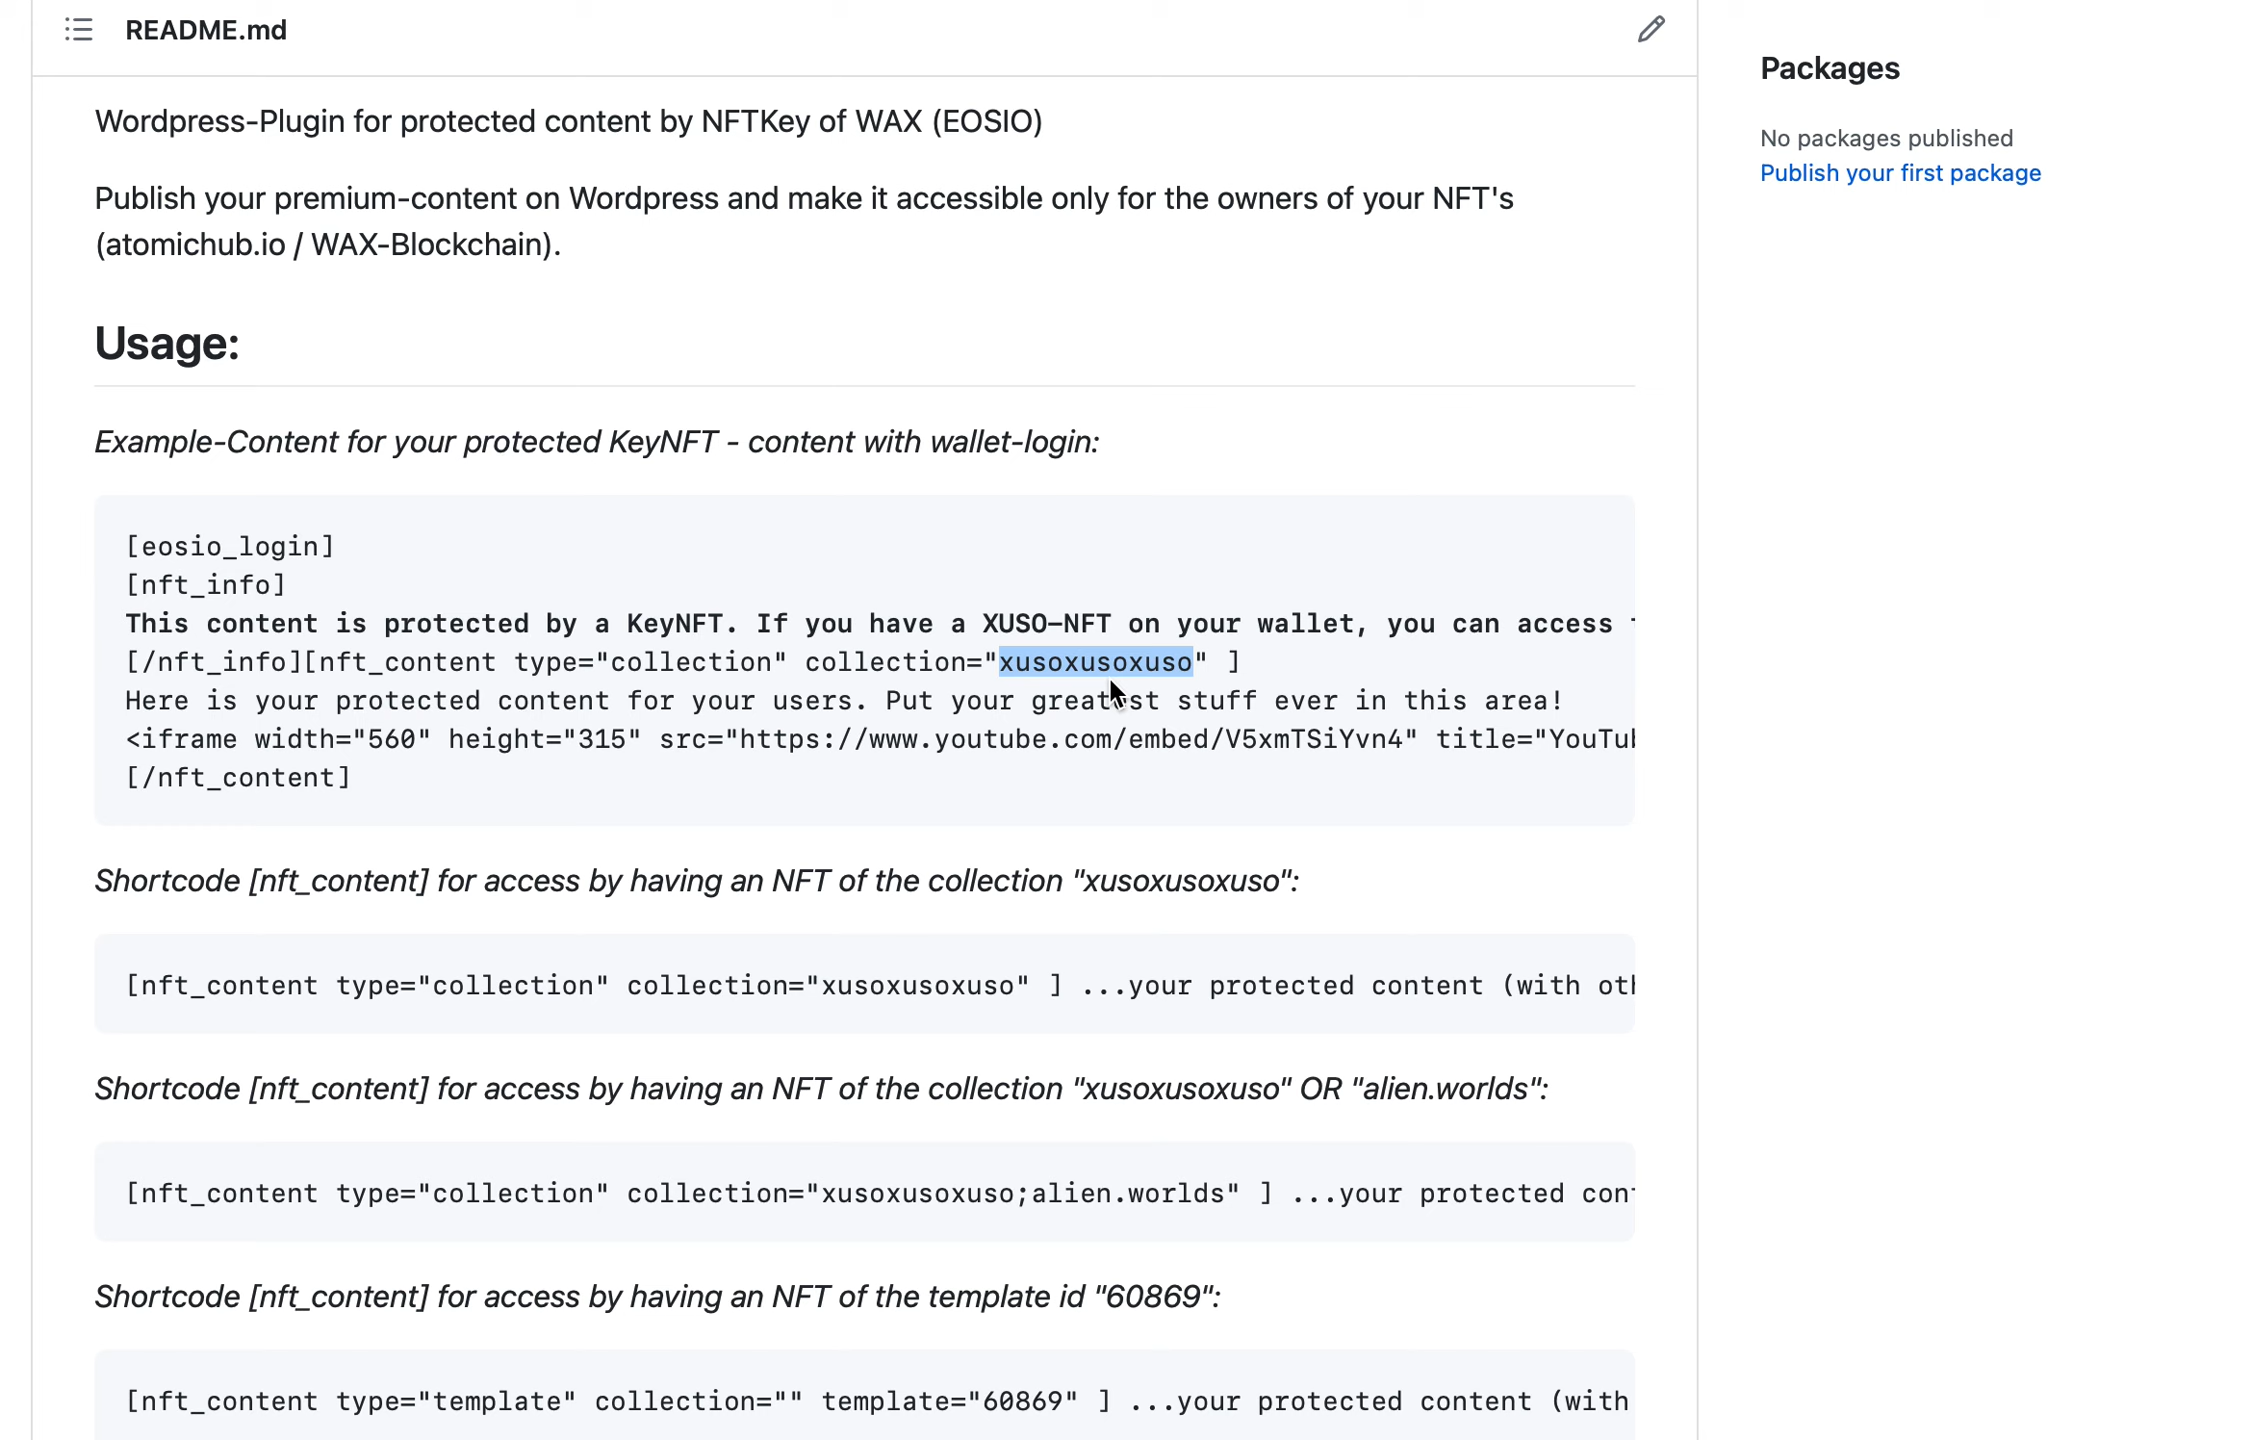 README.md
Wordpress-Plugin for protected content by NFTKey of WAX (EOSIO)
Publish your premium-content on Wordpress and make it accessible only for the owners of your NFT's
(atomichub.io / WAX-Blockchain).
Usage:
Example-Content for your protected KeyNFT - content with wallet-login:
[eosio_login]
[nft_info]
This content is protected by a KeyNFT. If you have a XUSO-NFT on your wallet, you can access
[/nft_info][nft_content type="collection" collection="xusoxusoxuso" ]
Here is your protected content for your users. Put your greatest stuff ever in this area!
<iframe width="560" height="315" src="https://www.youtube.com/embed/V5xmTSiYvn4" title="YouTub
[/nft_content]
Shortcode [nft_content] for access by having an NFT of the collection "xusoxusoxuso":
[nft_content type="collection" collection="xusoxusoxuso" ] ...your protected content (with oth
Shortcode [nft_content] for access by having an NFT of the collection "xusoxusoxuso" OR "alien.worlds":
[nft_content type="collection" collection="xusoxusoxuso;alien.worlds" ] ...your protected con
Shortcode [nft_content] for access by having an NFT of the template id "60869":
[nft_content type="template" collection="" template="60869" ] ...your protected content (with
Packages
No packages published
Publish your first package